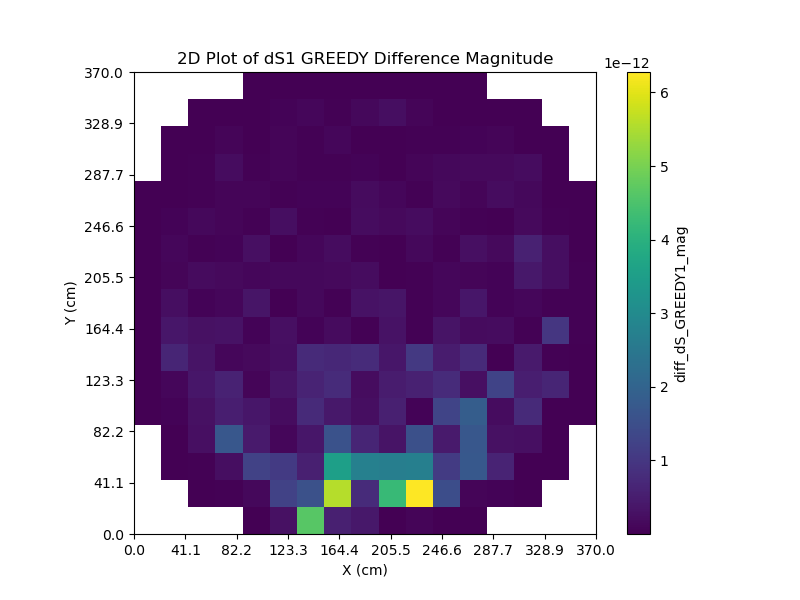 2D Plot of dS1 GREEDY Difference Magnitude
1e−12
370.0
328.9
287.7
246.6
205.5
164.4
123.3
82.2
41.1
0.0
Y (cm)
0.0 41.1 82.2 123.3 164.4 205.5 246.6 287.7 328.9 370.0
X (cm)
6
5
4
3
2
1
diff_dS_GREEDY1_mag